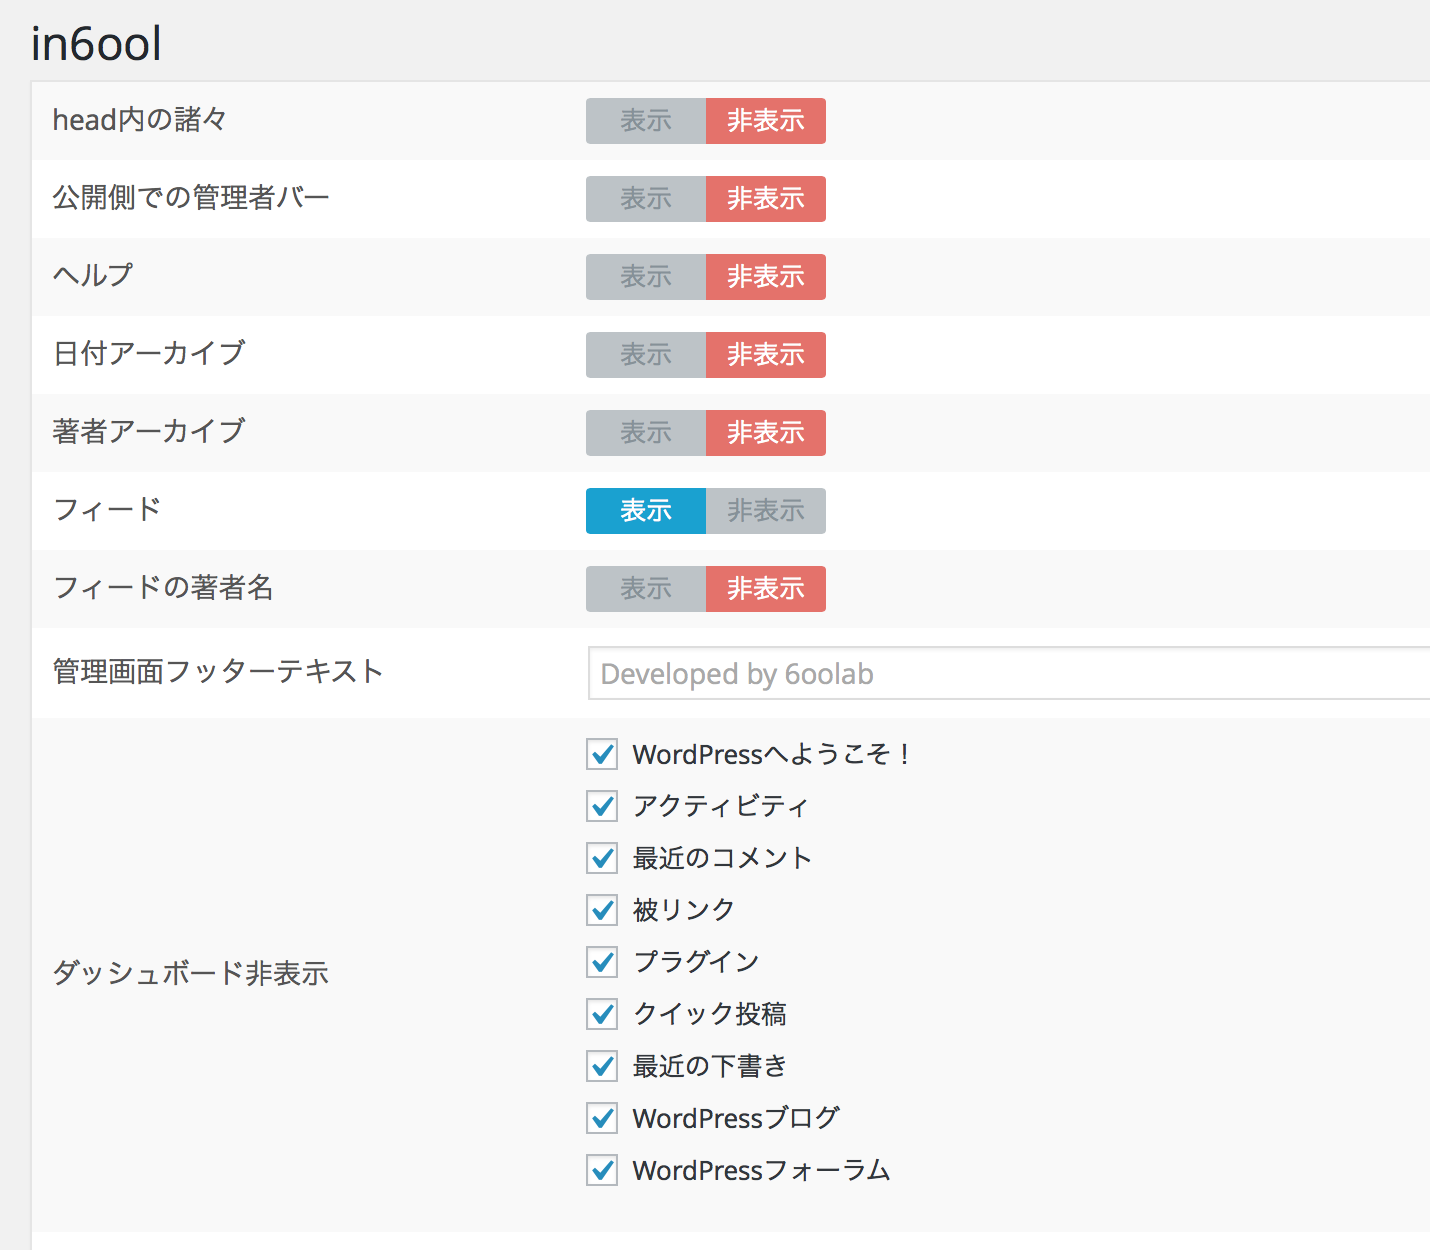 in6ool
head内の諸々 表示 非表示
公開側での管理者バー 表示 非表示
ヘルプ 表示 非表示
日付アーカイブ 表示 非表示
著者アーカイブ 表示 非表示
フィード 表示 非表示
フィードの著者名 表示 非表示
管理画面フッターテキスト Developed by 6oolab
ダッシュボード非表示
WordPressへようこそ！
アクティビティ
最近のコメント
被リンク
プラグイン
クイック投稿
最近の下書き
WordPressブログ
WordPressフォーラム